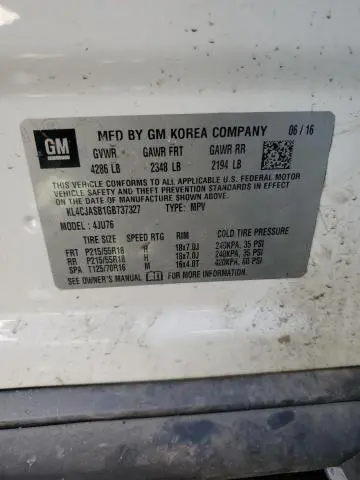 GM
MFD BY GM KOREA COMPANY 06 / 16
GVWR GAWR FRT GAWR RR
4286 LB 2348 LB 2194 LB
THIS VEHICLE CONFORMS TO ALL APPLICABLE U.S. FEDERAL MOTOR
VEHICLE SAFETY AND THEFT PREVENTION STANDARDS IN EFFECT ON THE
DATE OF MANUFACTURE SHOWN ABOVE.
KL4CJASB1GB737327 TYPE: MPV
MODEL : 4JU76
TIRE SIZE SPEED RTG RIM COLD TIRE PRESSURE
FRT P215/55R18 H 18x7.0J 240KPA, 35 PSI
RR P215/55R18 H 18x7.0J 240KPA, 35 PSI
SPA T125/70R16 M 16x4.0T 420KPA, 60 PSI
SEE OWNER'S MANUAL FOR MORE INFORMATION.